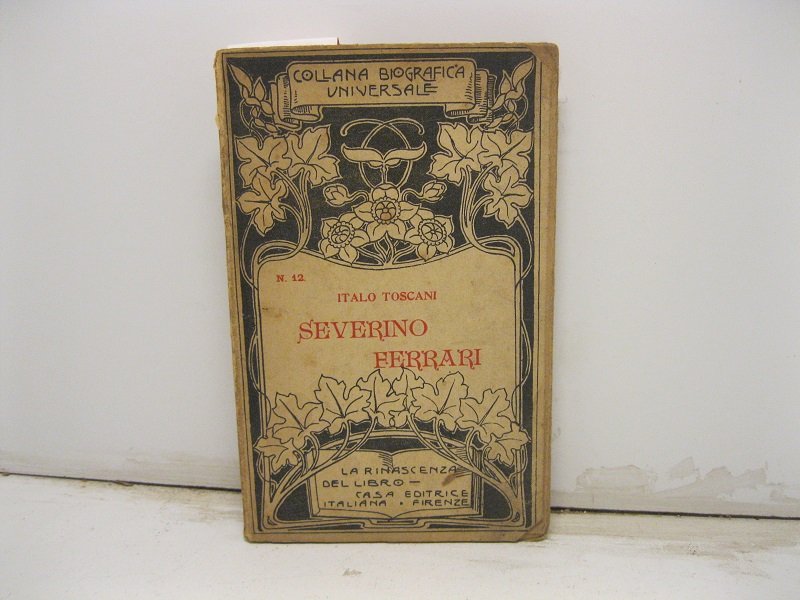 COLLANA BIOGRAFICA
UNIVERSALE
N. 12.
ITALO TOSCANI
SEVERINO
FERRARI
LA RINASCENZA
DEL LIBRO —
CASA EDITRICE
ITALIANA • FIRENZE